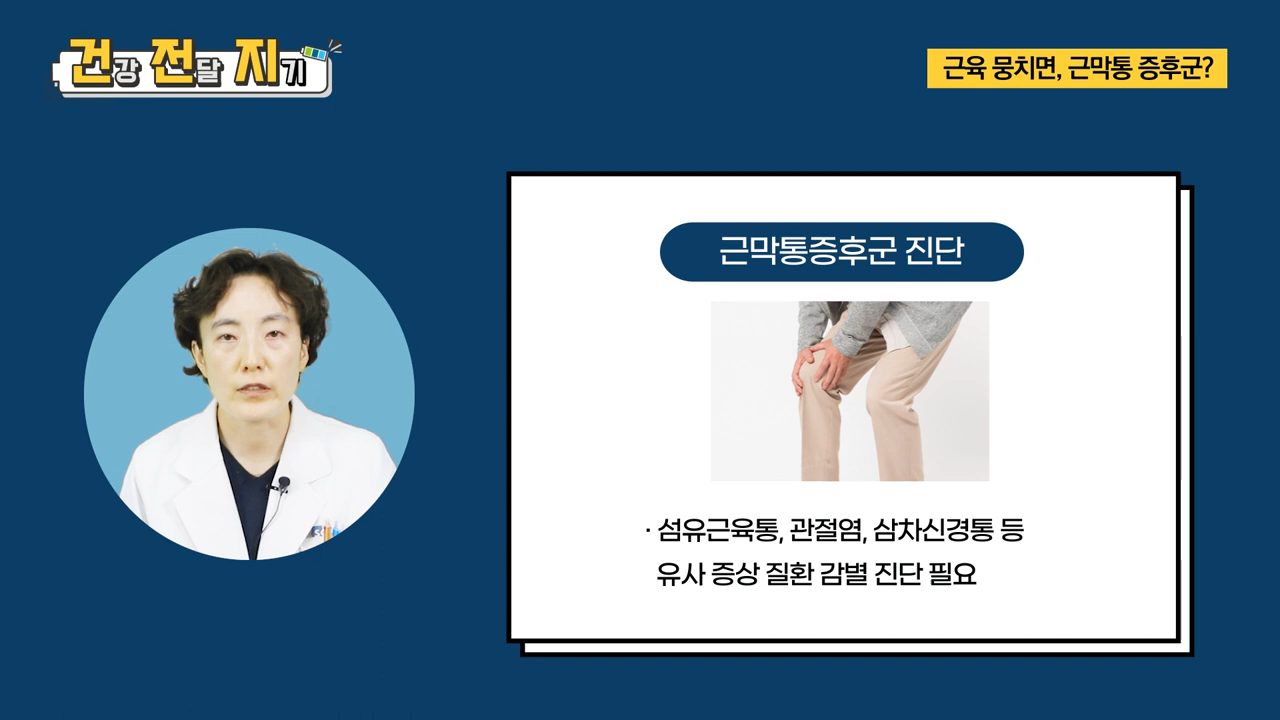 건강 전달 지기
근육 뭉치면, 근막통 증후군?
근막통증후군 진단
· 섬유근육통, 관절염, 삼차신경통 등
유사 증상 질환 감별 진단 필요